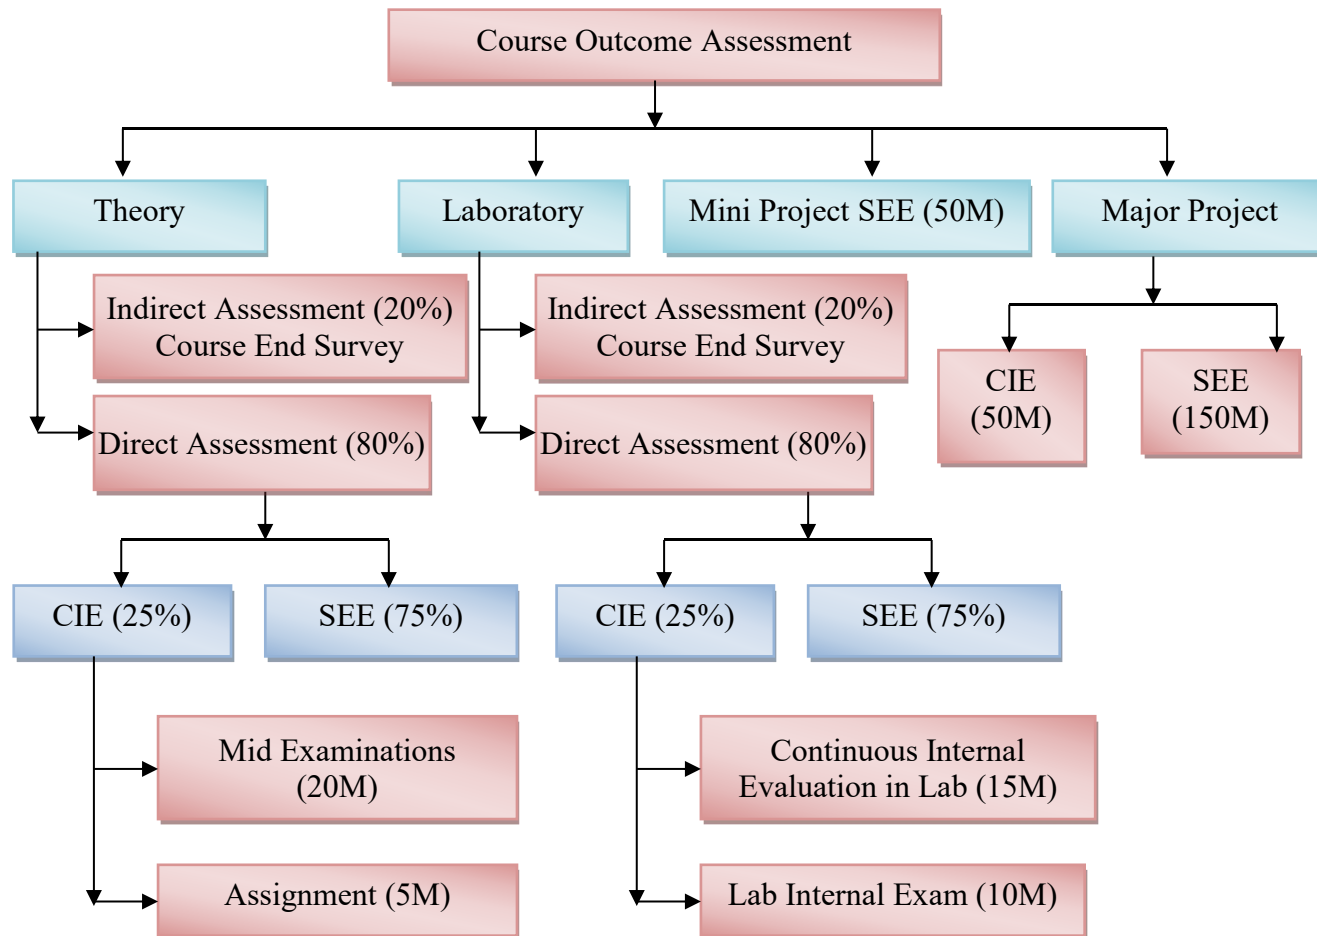 Course Outcome Assessment
Theory
Laboratory
Mini Project SEE (50M)
Major Project
Indirect Assessment (20%)
Course End Survey
Indirect Assessment (20%)
Course End Survey
CIE
(50M)
SEE
(150M)
Direct Assessment (80%)
Direct Assessment (80%)
CIE (25%)
SEE (75%)
CIE (25%)
SEE (75%)
Mid Examinations
(20M)
Continuous Internal
Evaluation in Lab (15M)
Assignment (5M)
Lab Internal Exam (10M)